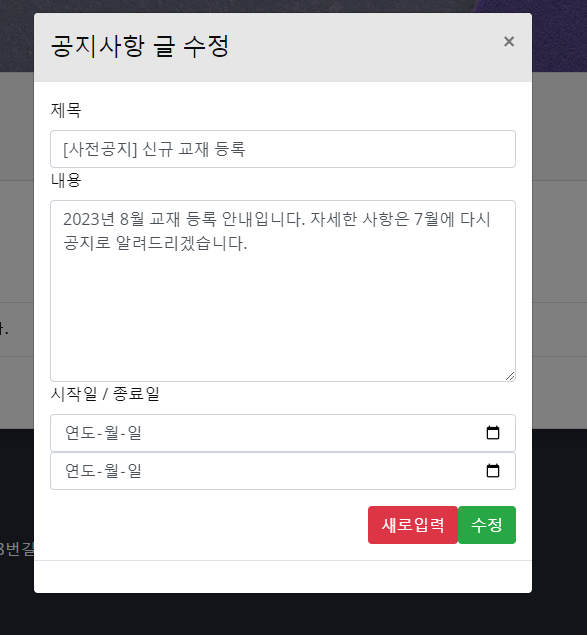 공지사항 글 수정
×
제목
[사전공지] 신규 교재 등록
내용
2023년 8월 교재 등록 안내입니다. 자세한 사항은 7월에 다시
공지로 알려드리겠습니다.
시작일 / 종료일
연도-월-일
연도-월-일
새로입력 수정
8번길